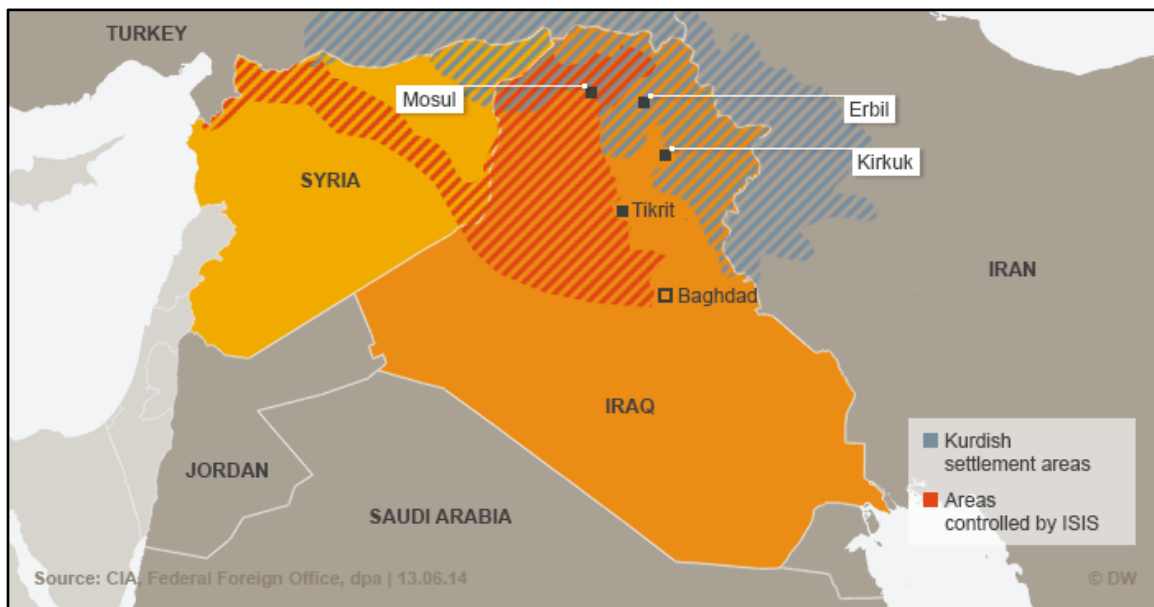 TURKEY
Mosul
Erbil
Kirkuk
SYRIA
Tikrit
IRAN
Baghdad
IRAQ
Kurdish
settlement areas
JORDAN
Areas
controlled by ISIS
SAUDI ARABIA
Source: CIA, Federal Foreign Office, dpa | 13.06.14
© DW